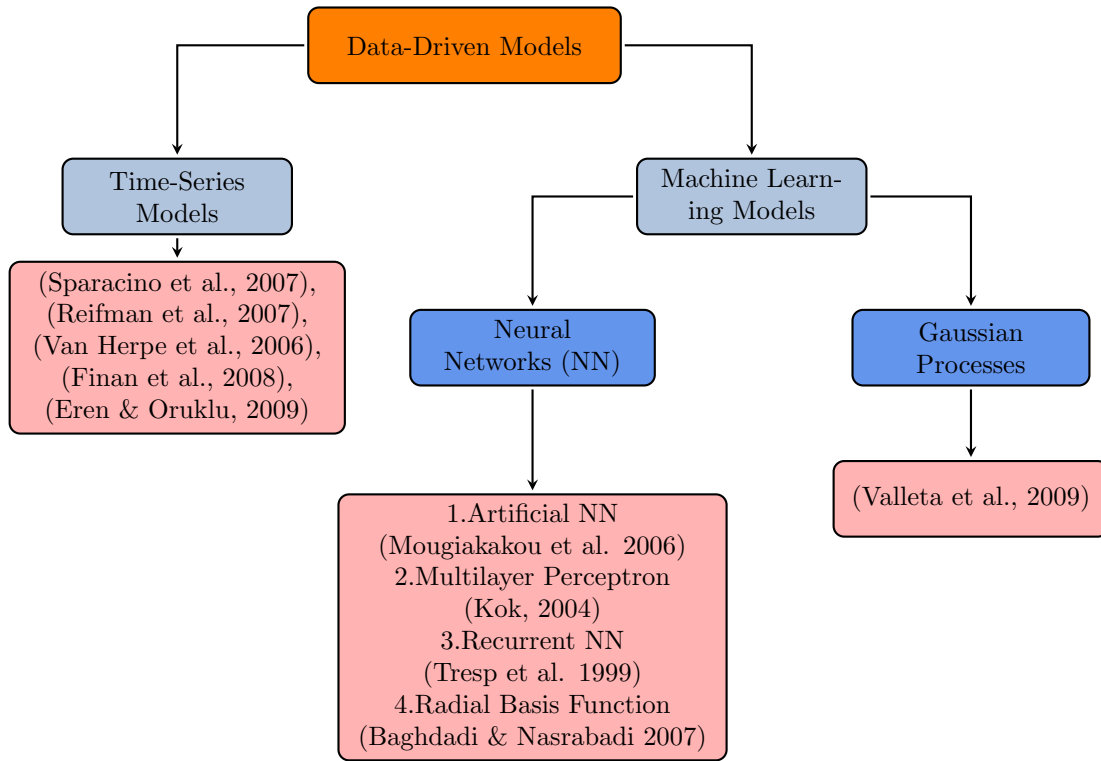 Data-Driven Models
Time-Series
Models
Machine Learn-
ing Models
(Sparacino et al., 2007),
(Reifman et al., 2007),
(Van Herpe et al., 2006),
(Finan et al., 2008),
(Eren & Oruklu, 2009)
Neural
Networks (NN)
Gaussian
Processes
1.Artificial NN
(Mougiakakou et al. 2006)
2.Multilayer Perceptron
(Kok, 2004)
3.Recurrent NN
(Tresp et al. 1999)
4.Radial Basis Function
(Baghdadi & Nasrabadi 2007)
(Valleta et al., 2009)